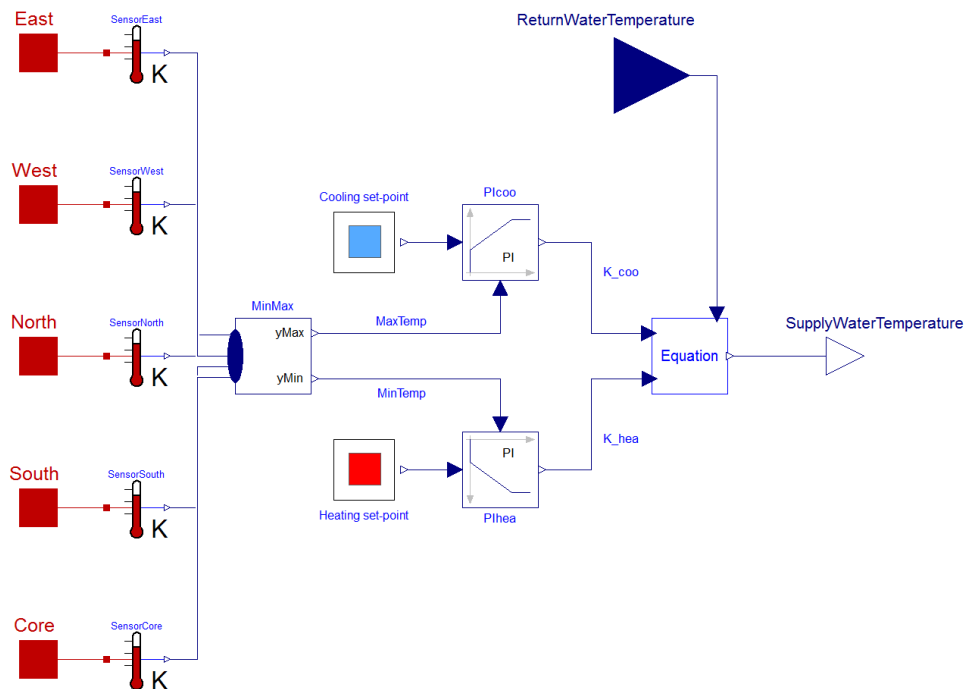 East
SensorEast
K
ReturnWaterTemperature
West
SensorWest
K
Cooling set-point
PIcoo
PI
K_coo
North
SensorNorth
K
MinMax
yMax
yMin
MaxTemp
MinTemp
Equation
SupplyWaterTemperature
K_hea
South
SensorSouth
K
PI
Heating set-point
PIhea
Core
SensorCore
K